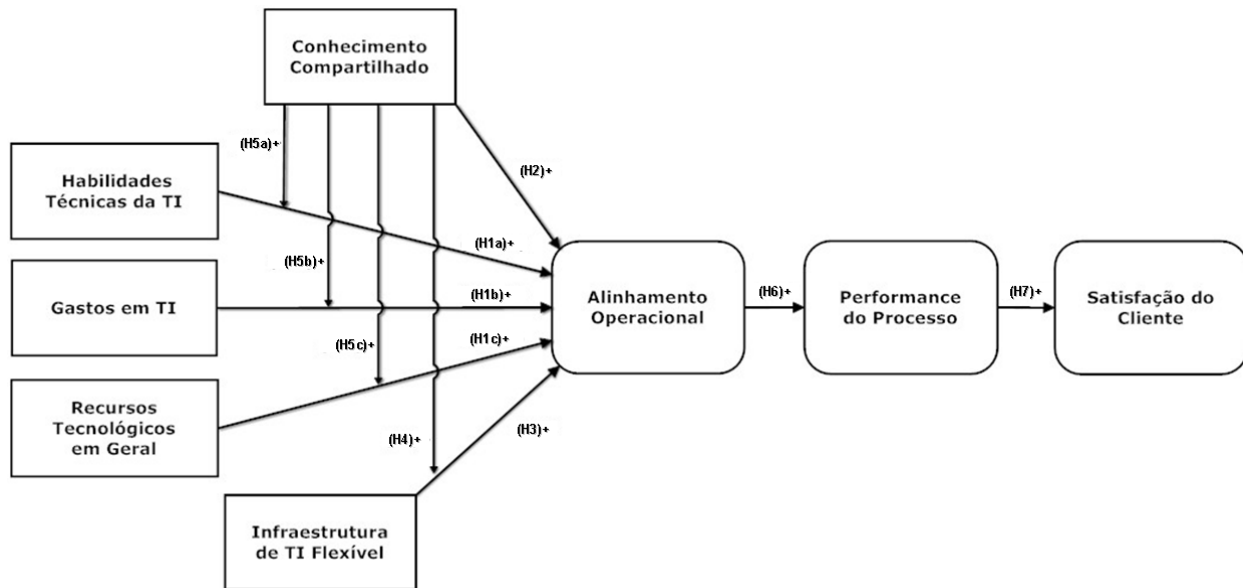 Conhecimento
Compartilhado
(H5a)+
(H2)+
Habilidades
Técnicas da TI
(H1a)+
(H5b)+
(H1b)+
Gastos em TI
Alinhamento
Operacional
(H6)+
Performance
do Processo
(H7)+
Satisfação do
Cliente
(H5c)+
(H1c)+
Recursos
Tecnológicos
em Geral
(H4)+
(H3)+
Infraestrutura
de TI Flexível